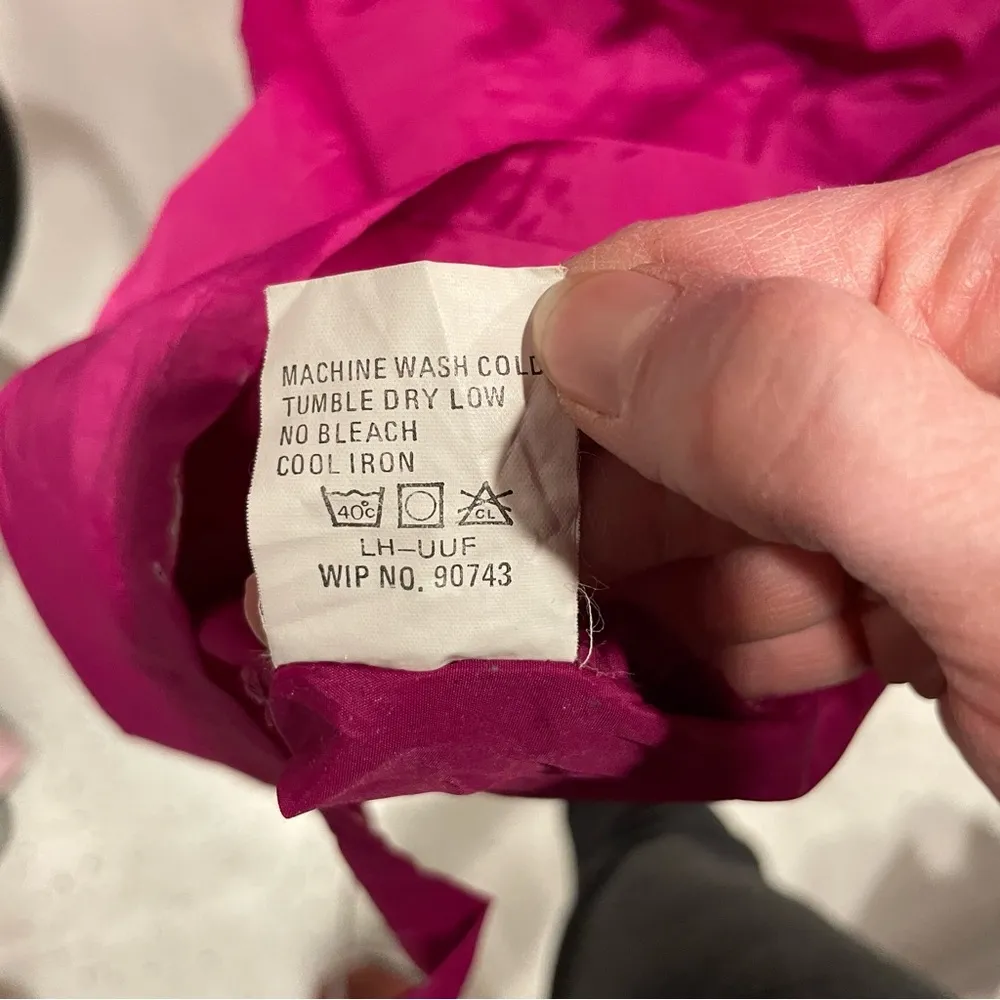 MACHINE WASH COLD
TUMBLE DRY LOW
NO BLEACH
COOL IRON
40°c CL
LH-UUF
WIP NO. 90743